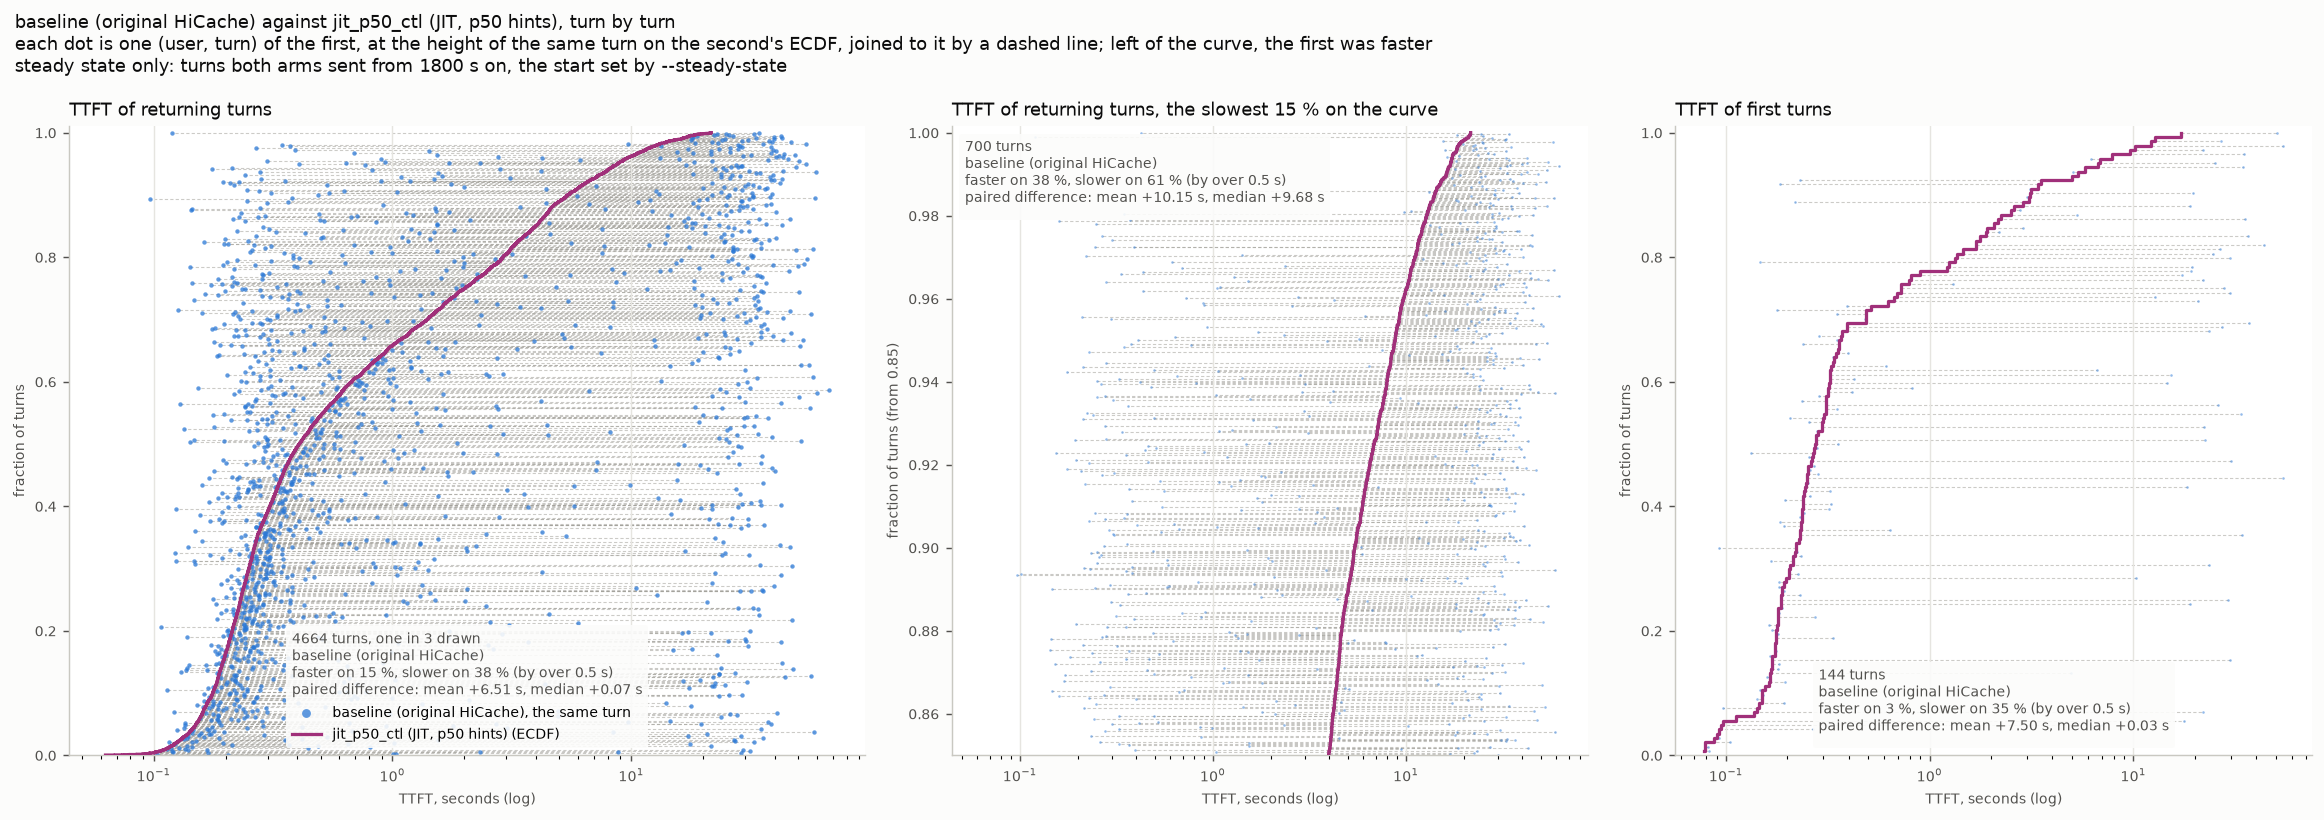 baseline (original HiCache) against jit_p50_ctl (JIT, p50 hints), turn by turn
each dot is one (user, turn) of the first, at the height of the same turn on the second's ECDF, joined to it by a dashed line; left of the curve, the first was faster
steady state only: turns both arms sent from 1800 s on, the start set by --steady-state
TTFT of returning turns
fraction of turns
1.0
0.8
0.6
0.4
0.2
0.0
4664 turns, one in 3 drawn
baseline (original HiCache)
faster on 15 %, slower on 38 % (by over 0.5 s)
paired difference: mean +6.51 s, median +0.07 s
baseline (original HiCache), the same turn
jit_p50_ctl (JIT, p50 hints) (ECDF)
10⁻¹ 10⁰ 10¹
TTFT, seconds (log)
TTFT of returning turns, the slowest 15 % on the curve
fraction of turns (from 0.85)
1.00
0.98
0.96
0.94
0.92
0.90
0.88
0.86
700 turns
baseline (original HiCache)
faster on 38 %, slower on 61 % (by over 0.5 s)
paired difference: mean +10.15 s, median +9.68 s
10⁻¹ 10⁰ 10¹
TTFT, seconds (log)
TTFT of first turns
fraction of turns
1.0
0.8
0.6
0.4
0.2
0.0
144 turns
baseline (original HiCache)
faster on 3 %, slower on 35 % (by over 0.5 s)
paired difference: mean +7.50 s, median +0.03 s
10⁻¹ 10⁰ 10¹
TTFT, seconds (log)